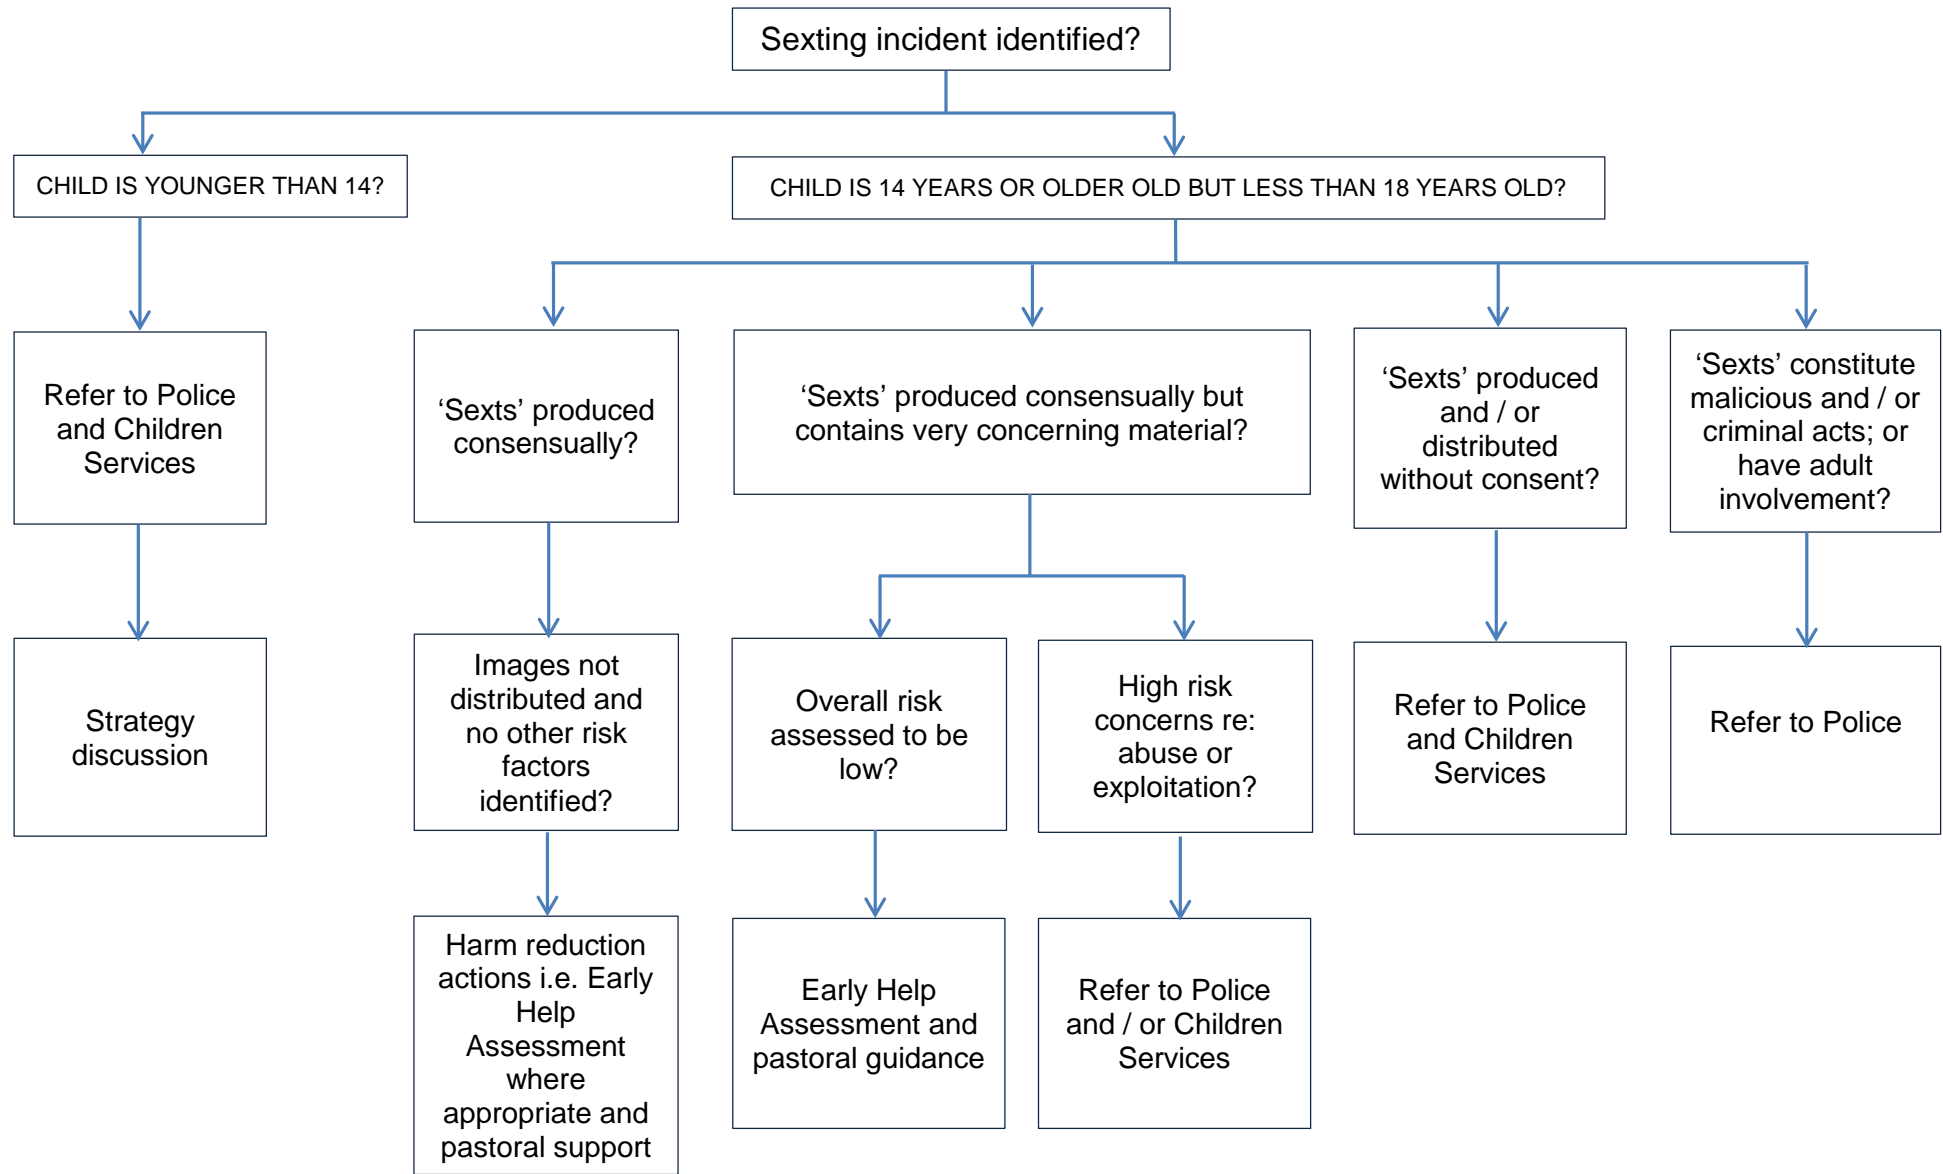 Sexting incident identified?
CHILD IS YOUNGER THAN 14?
CHILD IS 14 YEARS OR OLDER OLD BUT LESS THAN 18 YEARS OLD?
Refer to Police
and Children
Services
‘Sexts’ produced
consensually?
‘Sexts’ produced consensually but
contains very concerning material?
‘Sexts’ produced
and / or
distributed
without consent?
‘Sexts’ constitute
malicious and / or
criminal acts; or
have adult
involvement?
Strategy
discussion
Images not
distributed and
no other risk
factors
identified?
Overall risk
assessed to be
low?
High risk
concerns re:
abuse or
exploitation?
Refer to Police
and Children
Services
Refer to Police
Harm reduction
actions i.e. Early
Help
Assessment
where
appropriate and
pastoral support
Early Help
Assessment and
pastoral guidance
Refer to Police
and / or Children
Services